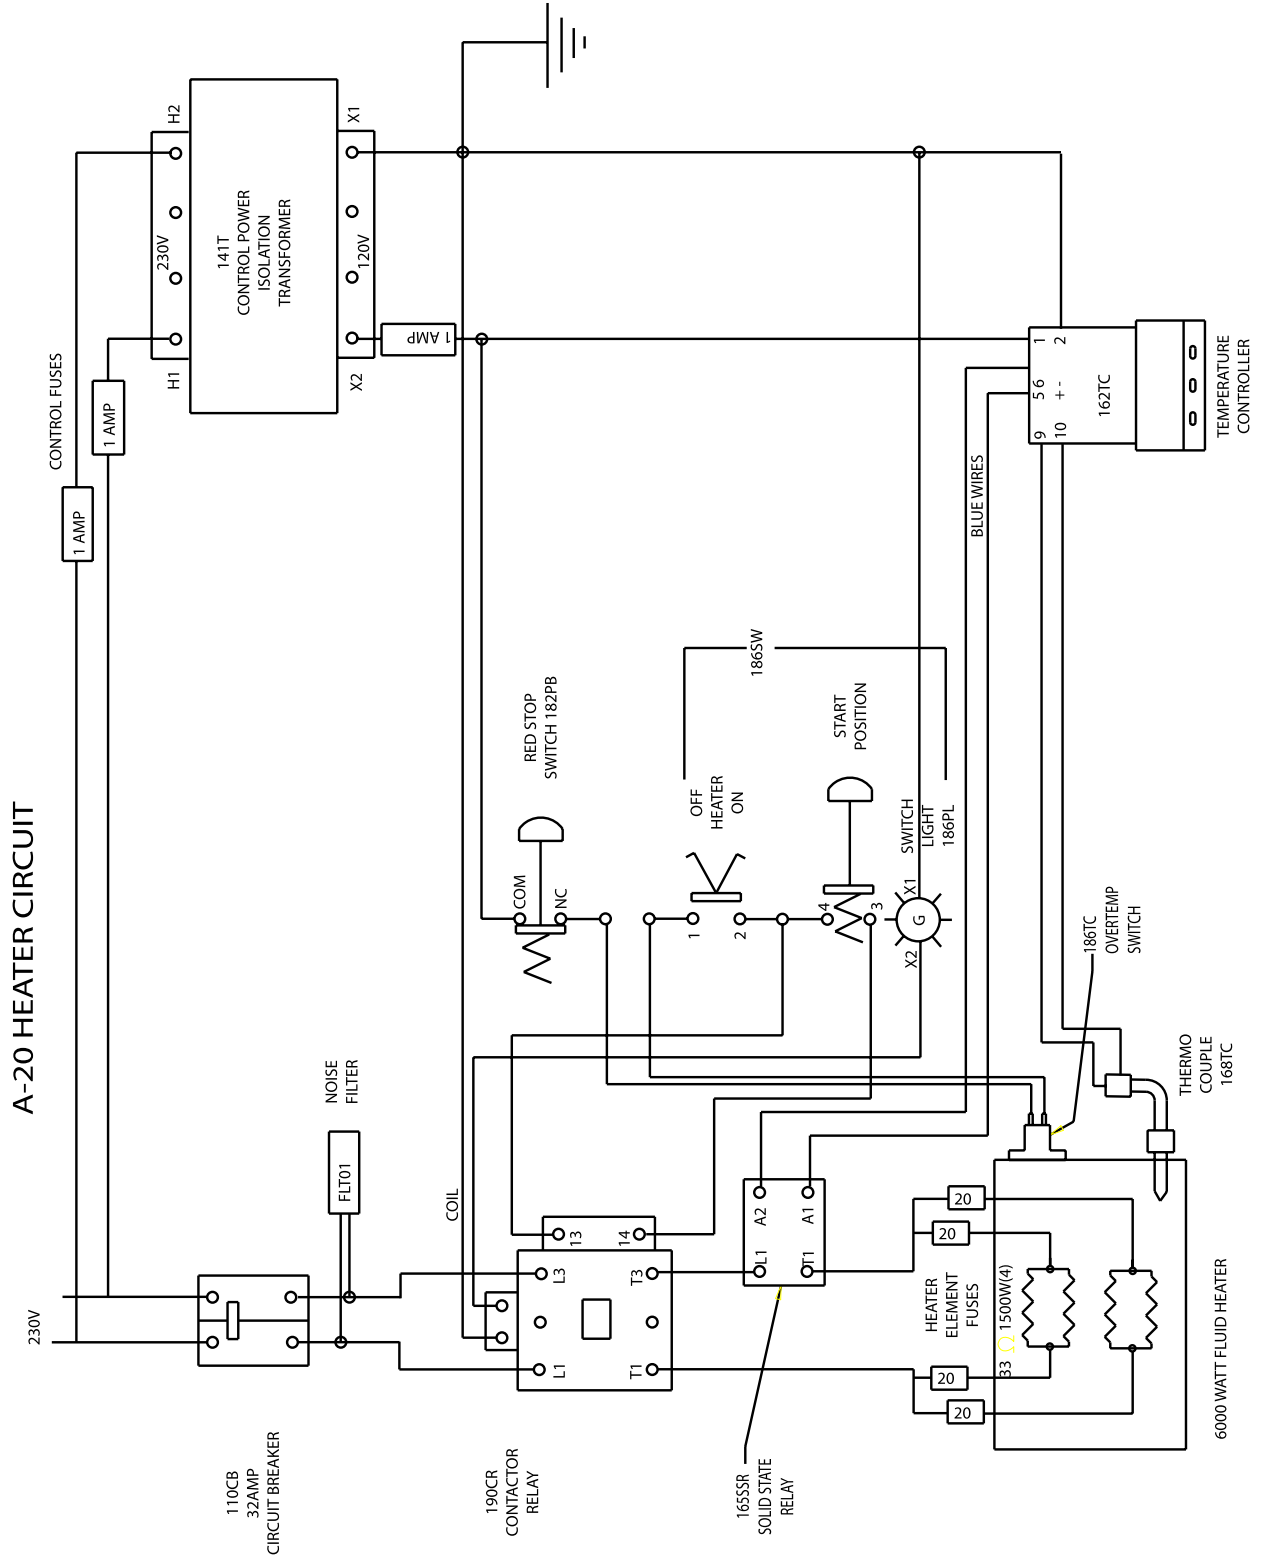 A-20 HEATER CIRCUIT
230V
110CB
32AMP
CIRCUIT BREAKER
NOISE
FILTER
FLT01
CONTROL FUSES
1 AMP
1 AMP
H1
H2
230V
141T
CONTROL POWER
ISOLATION
TRANSFORMER
120V
X2
X1
1 AMP
190CR
CONTACTOR
RELAY
COIL
L1
L3
T1
T3
13
14
RED STOP
SWITCH 182PB
COM
NC
OFF
HEATER
ON
1
2
186SW
START
POSITION
4
3
SWITCH
LIGHT
186PL
X2
G
X1
165SSR
SOLID STATE
RELAY
L1
A2
T1
A1
BLUE WIRES
9
5 6
1
10
+ -
2
162TC
TEMPERATURE
CONTROLLER
186TC
OVERTEMP
SWITCH
THERMO
COUPLE
168TC
HEATER
ELEMENT
FUSES
20
20
20
20
33 Ω 1500W(4)
6000 WATT FLUID HEATER